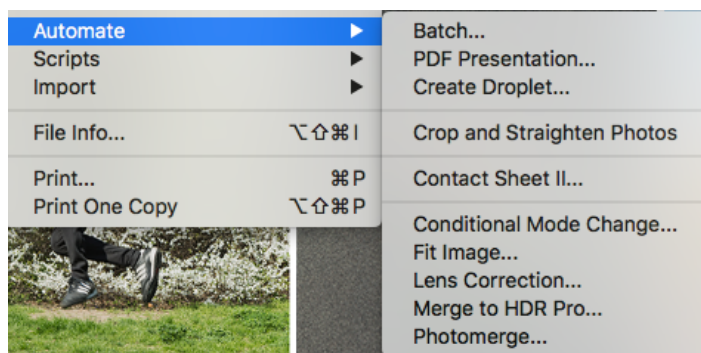 Automate ▶
Scripts ▶
Import ▶
File Info... ⌥⇧⌘I
Print... ⌘P
Print One Copy ⌥⇧⌘P
Batch...
PDF Presentation...
Create Droplet...
Crop and Straighten Photos
Contact Sheet II...
Conditional Mode Change...
Fit Image...
Lens Correction...
Merge to HDR Pro...
Photomerge...